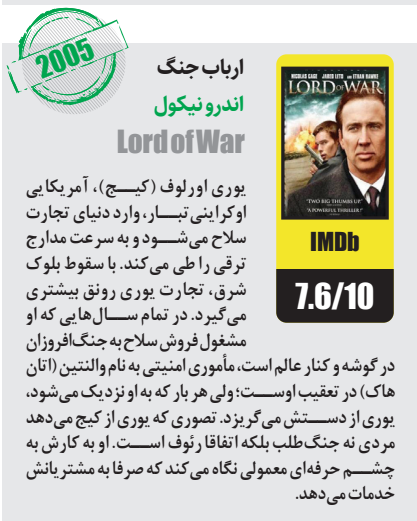 2005
ارباب جنگ
اندرو نیکول
Lord of War
NICOLAS CAGE JARED LETO AND ETHAN HAWKE
LORD OF WAR
"TWO BIG THUMBS UP."
"A POWERFUL THRILLER!"
IMDb
7.6/10
یوری اورلوف (کیج)، آمریکایی
اوکراینی‌تبار، وارد دنیای تجارت
سلاح می‌شود و به سرعت مدارج
ترقی را طی می‌کند. با سقوط بلوک
شرق، تجارت یوری رونق بیشتری
می‌گیرد. در تمام سال‌هایی که او
مشغول فروش سلاح به جنگ‌افروزان
در گوشه و کنار عالم است، مأموری امنیتی به نام والنتین (اتان
هاک) در تعقیب اوست؛ ولی هر بار که به او نزدیک می‌شود،
یوری از دستش می‌گریزد. تصوری که یوری از کیج می‌دهد
مردی نه جنگ‌طلب بلکه اتفاقا رئوف است. او به کارش به
چشم حرفه‌ای معمولی نگاه می‌کند که صرفا به مشتریانش
خدمات می‌دهد.